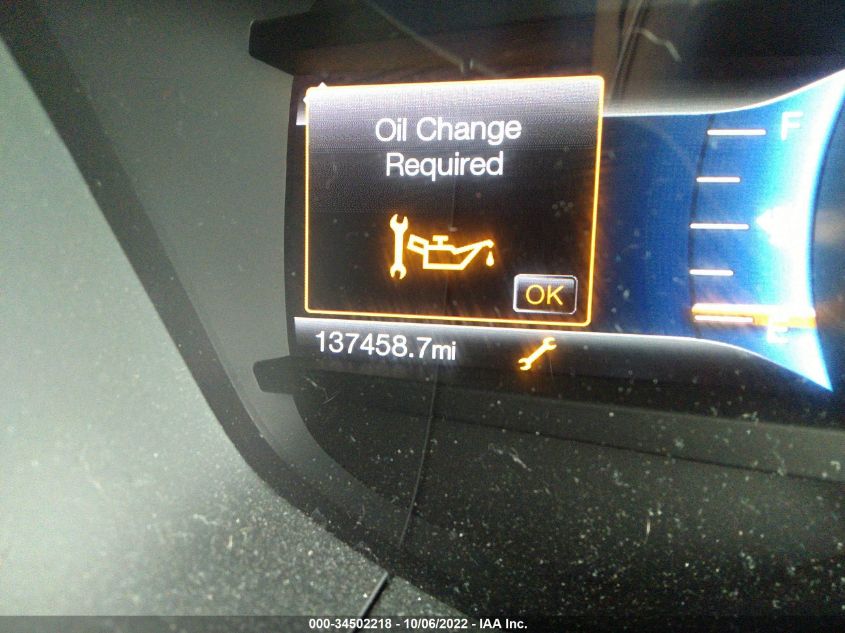 Oil Change
Required
OK
137458.7mi
F
E
000-34502218 - 10/06/2022 - IAA Inc.